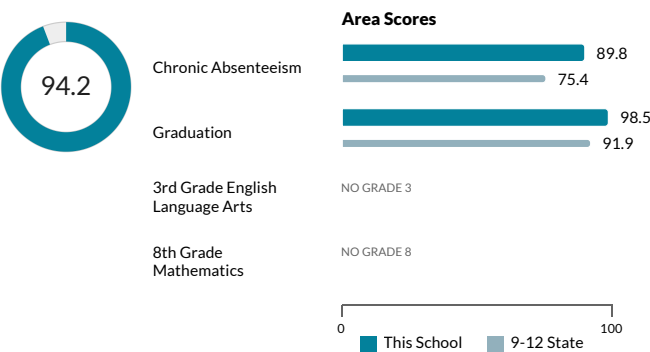 Area Scores
94.2
Chronic Absenteeism
89.8
75.4
Graduation
98.5
91.9
3rd Grade English
Language Arts
NO GRADE 3
8th Grade
Mathematics
NO GRADE 8
0
100
This School
9-12 State